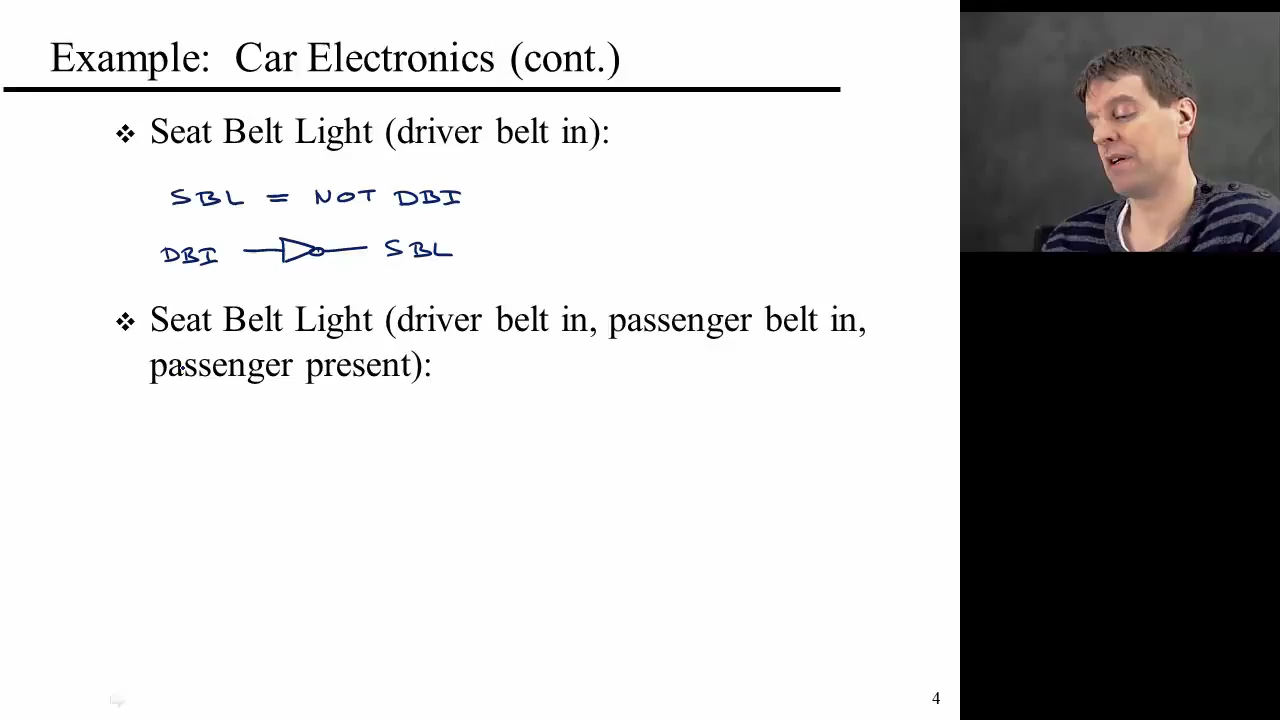 Example: Car Electronics (cont.)
❖ Seat Belt Light (driver belt in):
SBL = NOT DBI
DBI SBL
❖ Seat Belt Light (driver belt in, passenger belt in,
passenger present):
4